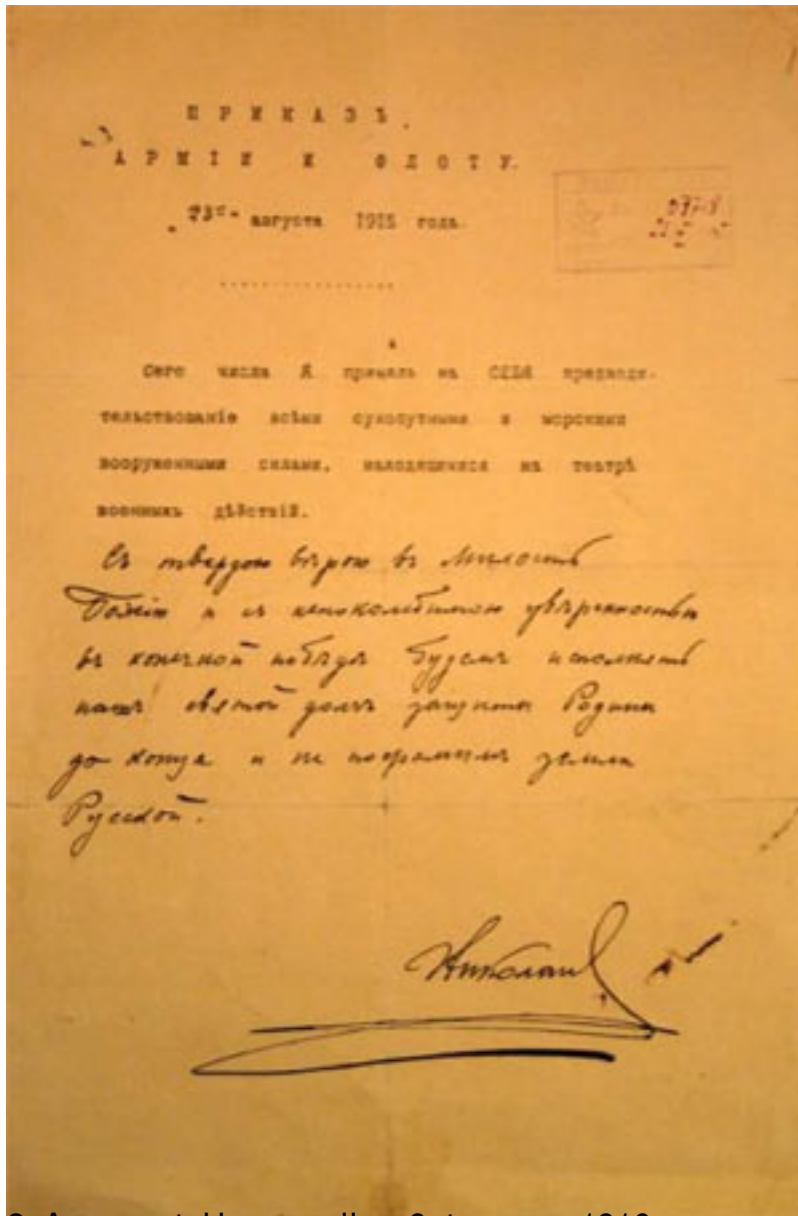 ПРИКАЗЪ.
АРМІИ И ФЛОТУ.
23го августа 1915 года.
Сего числа Я принялъ на СЕБЯ предводи-
тельствованіе всѣми сухопутными и морскими
вооруженными силами, находящимися на театрѣ
военныхъ дѣйствій.
Съ твердою вѣрою въ милость
Божію и съ непоколебимою увѣренностью
въ конечной побѣдѣ будемъ исполнять
нашъ святой долгъ защиты Родины
до конца и не посрамимъ земли
Русской.
Николай